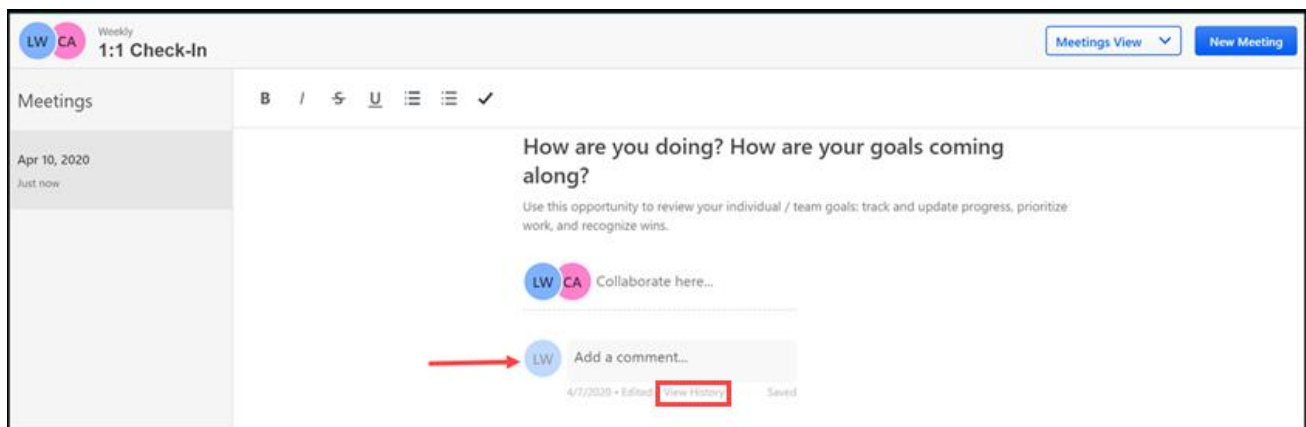 LW CA
Weekly
1:1 Check-In
Meetings View
New Meeting
Meetings
B I S U
Apr 10, 2020
Just now
How are you doing? How are your goals coming
along?
Use this opportunity to review your individual / team goals: track and update progress, prioritize
work, and recognize wins.
LW CA Collaborate here...
LW Add a comment...
4/7/2020 • Edited View History Saved